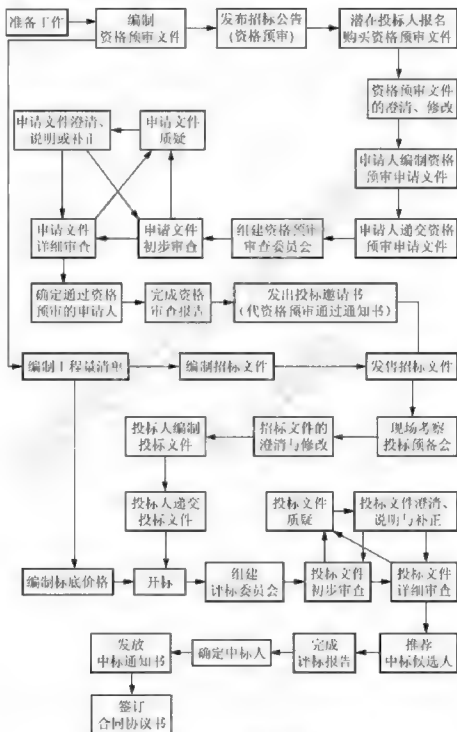 准备工作
编制
资格预审文件
发布招标公告
(资格预审)
潜在投标人报名
购买资格预审文件
资格预审文件
的澄清、修改
申请人编制资格
预审申请文件
申请人递交资格
预审申请文件
组建资格预审
审查委员会
申请文件
初步审查
申请文件
质疑
申请文件澄清、
说明或补正
申请文件
详细审查
确定通过资格
预审的申请人
完成资格
审查报告
发出投标邀请书
(代资格预审通过通知书)
编制工程量清单
编制招标文件
发售招标文件
现场考察
投标预备会
招标文件的
澄清与修改
投标人编制
投标文件
投标人递交
投标文件
编制标底价格
开标
组建
评标委员会
投标文件
初步审查
投标文件
质疑
投标文件澄清、
说明与补正
投标文件
详细审查
推荐
中标候选人
完成
评标报告
确定中标人
发放
中标通知书
签订
合同协议书